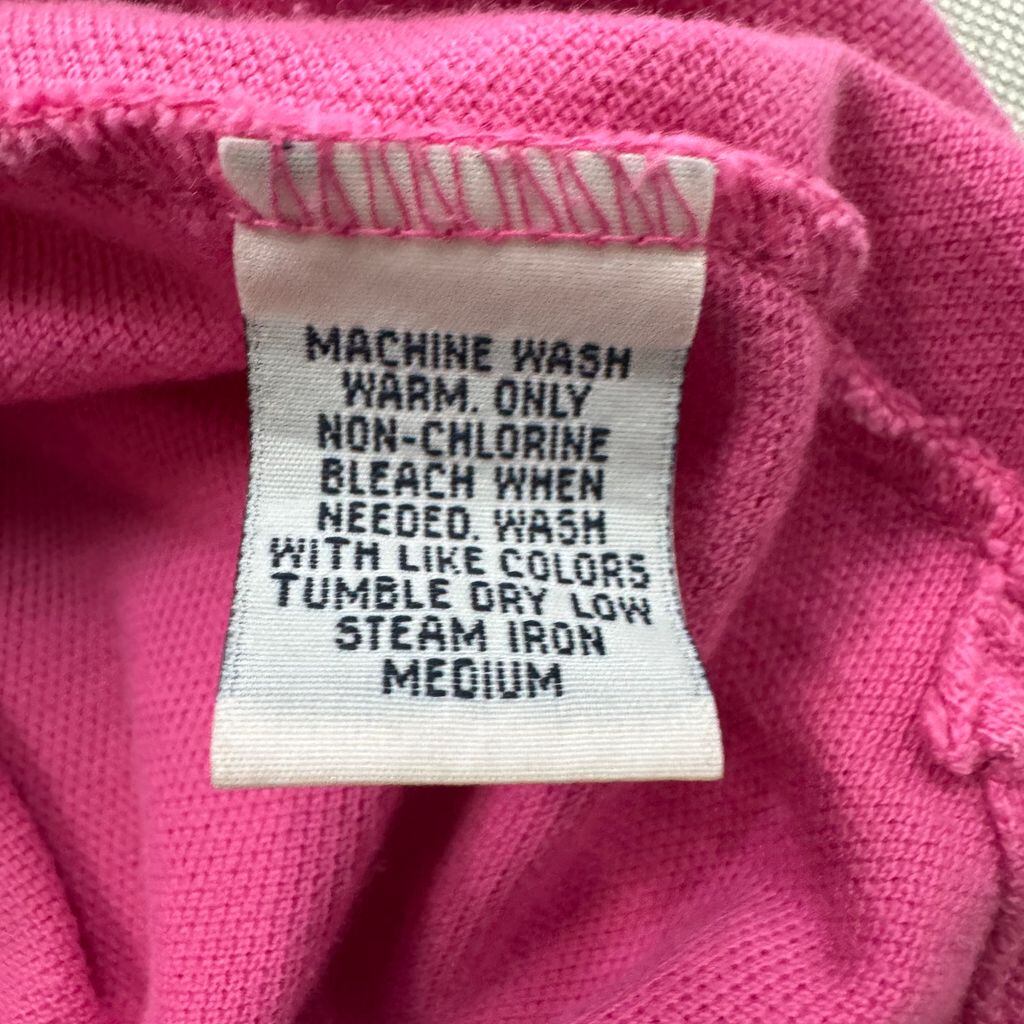 MACHINE WASH
WARM. ONLY
NON-CHLORINE
BLEACH WHEN
NEEDED. WASH
WITH LIKE COLORS
TUMBLE DRY LOW
STEAM IRON
MEDIUM